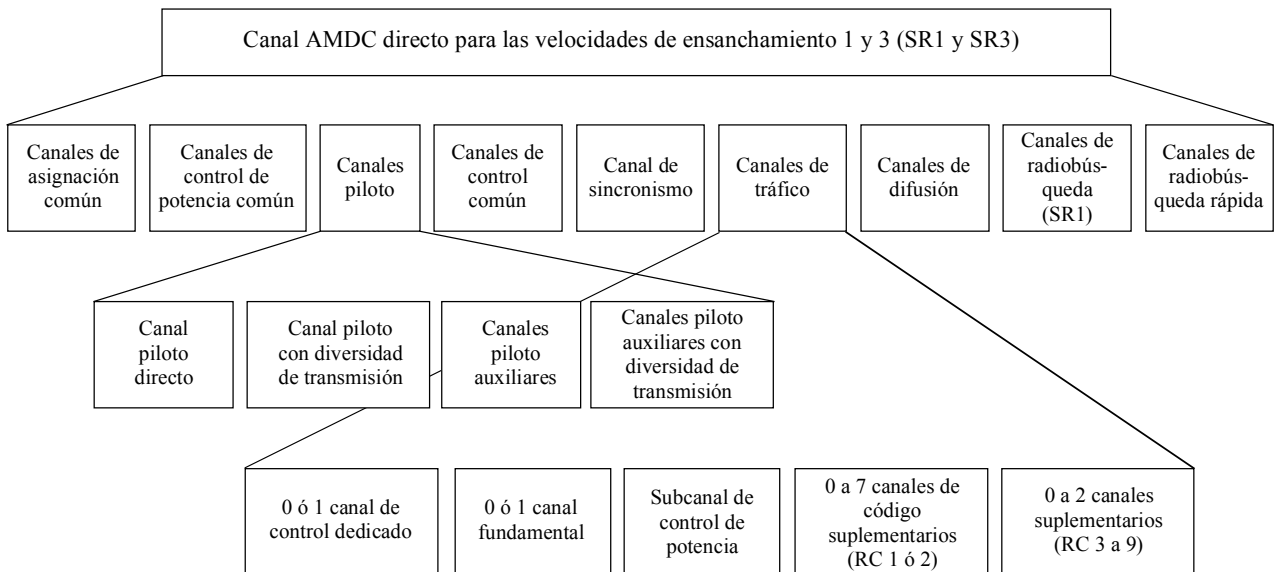 Canal AMDC directo para las velocidades de ensanchamiento 1 y 3 (SR1 y SR3)
Canales de
asignación
común
Canales de
control de
potencia común
Canales
piloto
Canales de
control
común
Canal de
sincronismo
Canales de
tráfico
Canales de
difusión
Canales de
radiobús-
queda
(SR1)
Canales de
radiobús-
queda rápida
Canal
piloto
directo
Canal piloto
con diversidad
de transmisión
Canales
piloto
auxiliares
Canales piloto
auxiliares con
diversidad de
transmisión
0 ó 1 canal de
control dedicado
0 ó 1 canal
fundamental
Subcanal de
control de
potencia
0 a 7 canales de
código
suplementarios
(RC 1 ó 2)
0 a 2 canales
suplementarios
(RC 3 a 9)